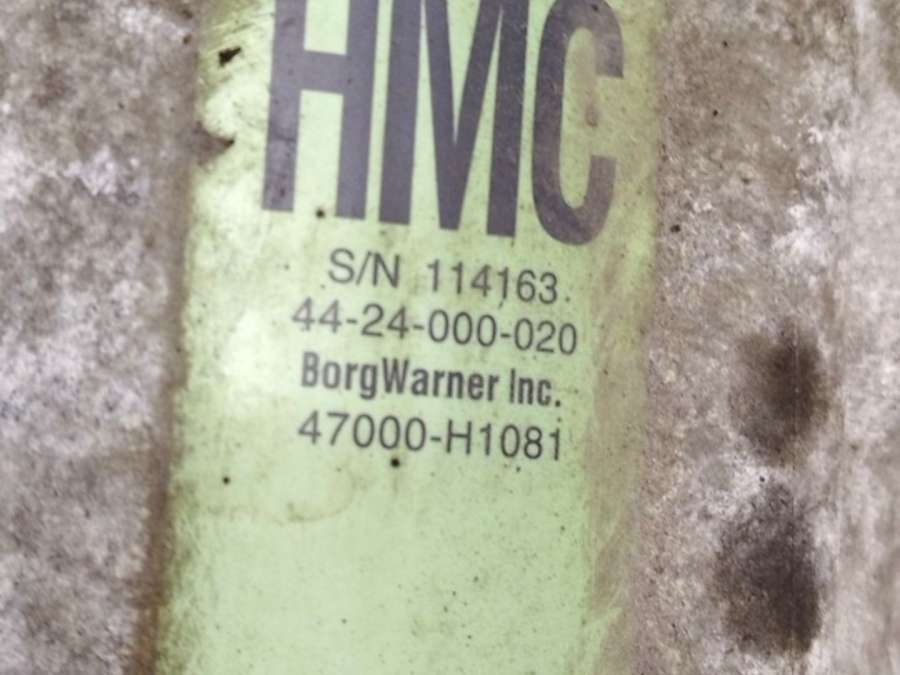 HMC
S/N 114163
44-24-000-020
BorgWarner Inc.
47000-H1081